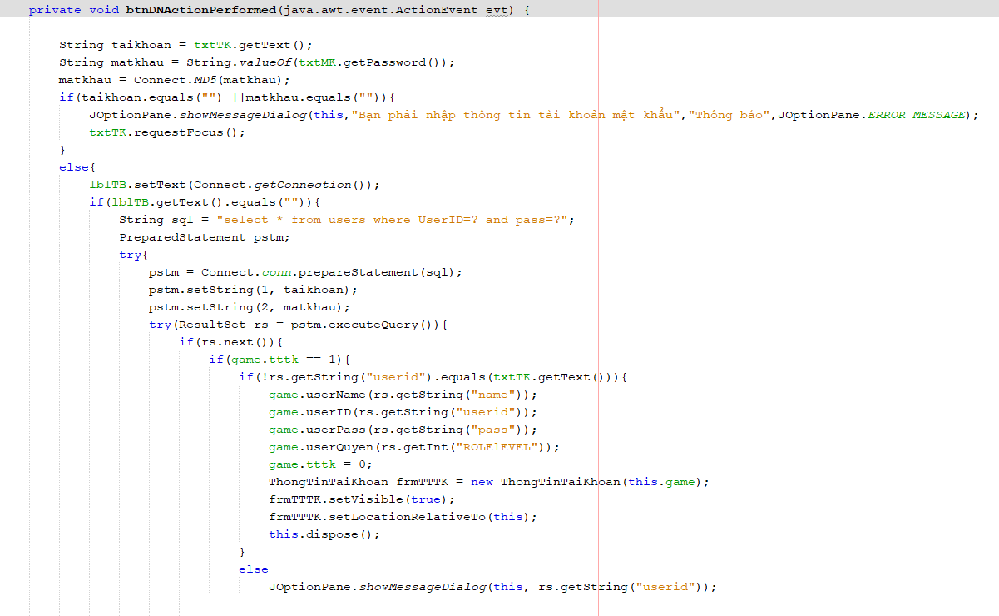 private void btnDNActionPerformed(java.awt.event.ActionEvent evt) {
String taikhoan = txtTK.getText();
String matkhau = String.valueOf(txtMK.getPassword());
matkhau = Connect.MD5(matkhau);
if(taikhoan.equals("") ||matkhau.equals("")){
JOptionPane.showMessageDialog(this,"Bạn phải nhập thông tin tài khoản mật khẩu","Thông báo",JOptionPane.ERROR_MESSAGE);
txtTK.requestFocus();
}
else{
lblTB.setText(Connect.getConnection());
if(lblTB.getText().equals("")){
String sql = "select * from users where UserID=? and pass=?";
PreparedStatement pstm;
try{
pstm = Connect.conn.prepareStatement(sql);
pstm.setString(1, taikhoan);
pstm.setString(2, matkhau);
try(ResultSet rs = pstm.executeQuery()){
if(rs.next()){
if(game.tttk == 1){
if(!rs.getString("userid").equals(txtTK.getText())){
game.userName(rs.getString("name"));
game.userID(rs.getString("userid"));
game.userPass(rs.getString("pass"));
game.userQuyen(rs.getInt("ROLElEVEL"));
game.tttk = 0;
ThongTinTaiKhoan frmTTTK = new ThongTinTaiKhoan(this.game);
frmTTTK.setVisible(true);
frmTTTK.setLocationRelativeTo(this);
this.dispose();
}
else
JOptionPane.showMessageDialog(this, rs.getString("userid"));